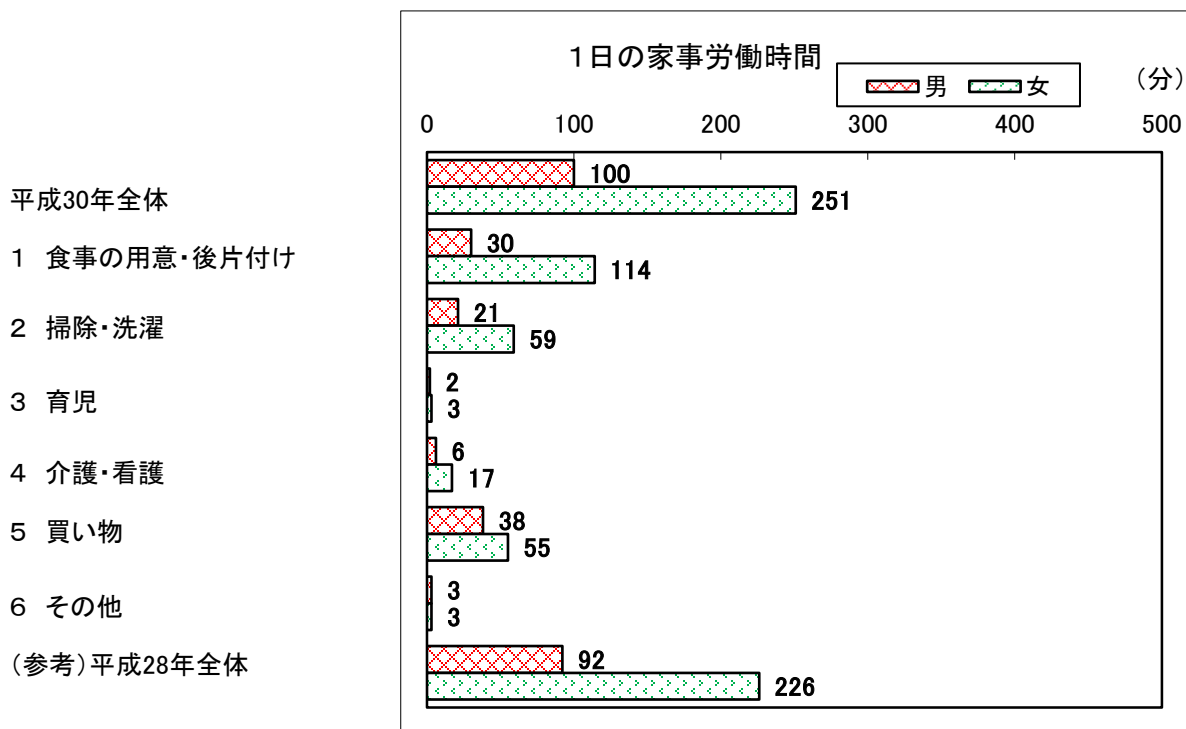 1日の家事労働時間
男 女
（分）
0 100 200 300 400 500
平成30年全体 100
251
1 食事の用意・後片付け 30
114
2 掃除・洗濯 21
59
3 育児 2
3
4 介護・看護 6
17
5 買い物 38
55
6 その他 3
3
（参考）平成28年全体 92
226